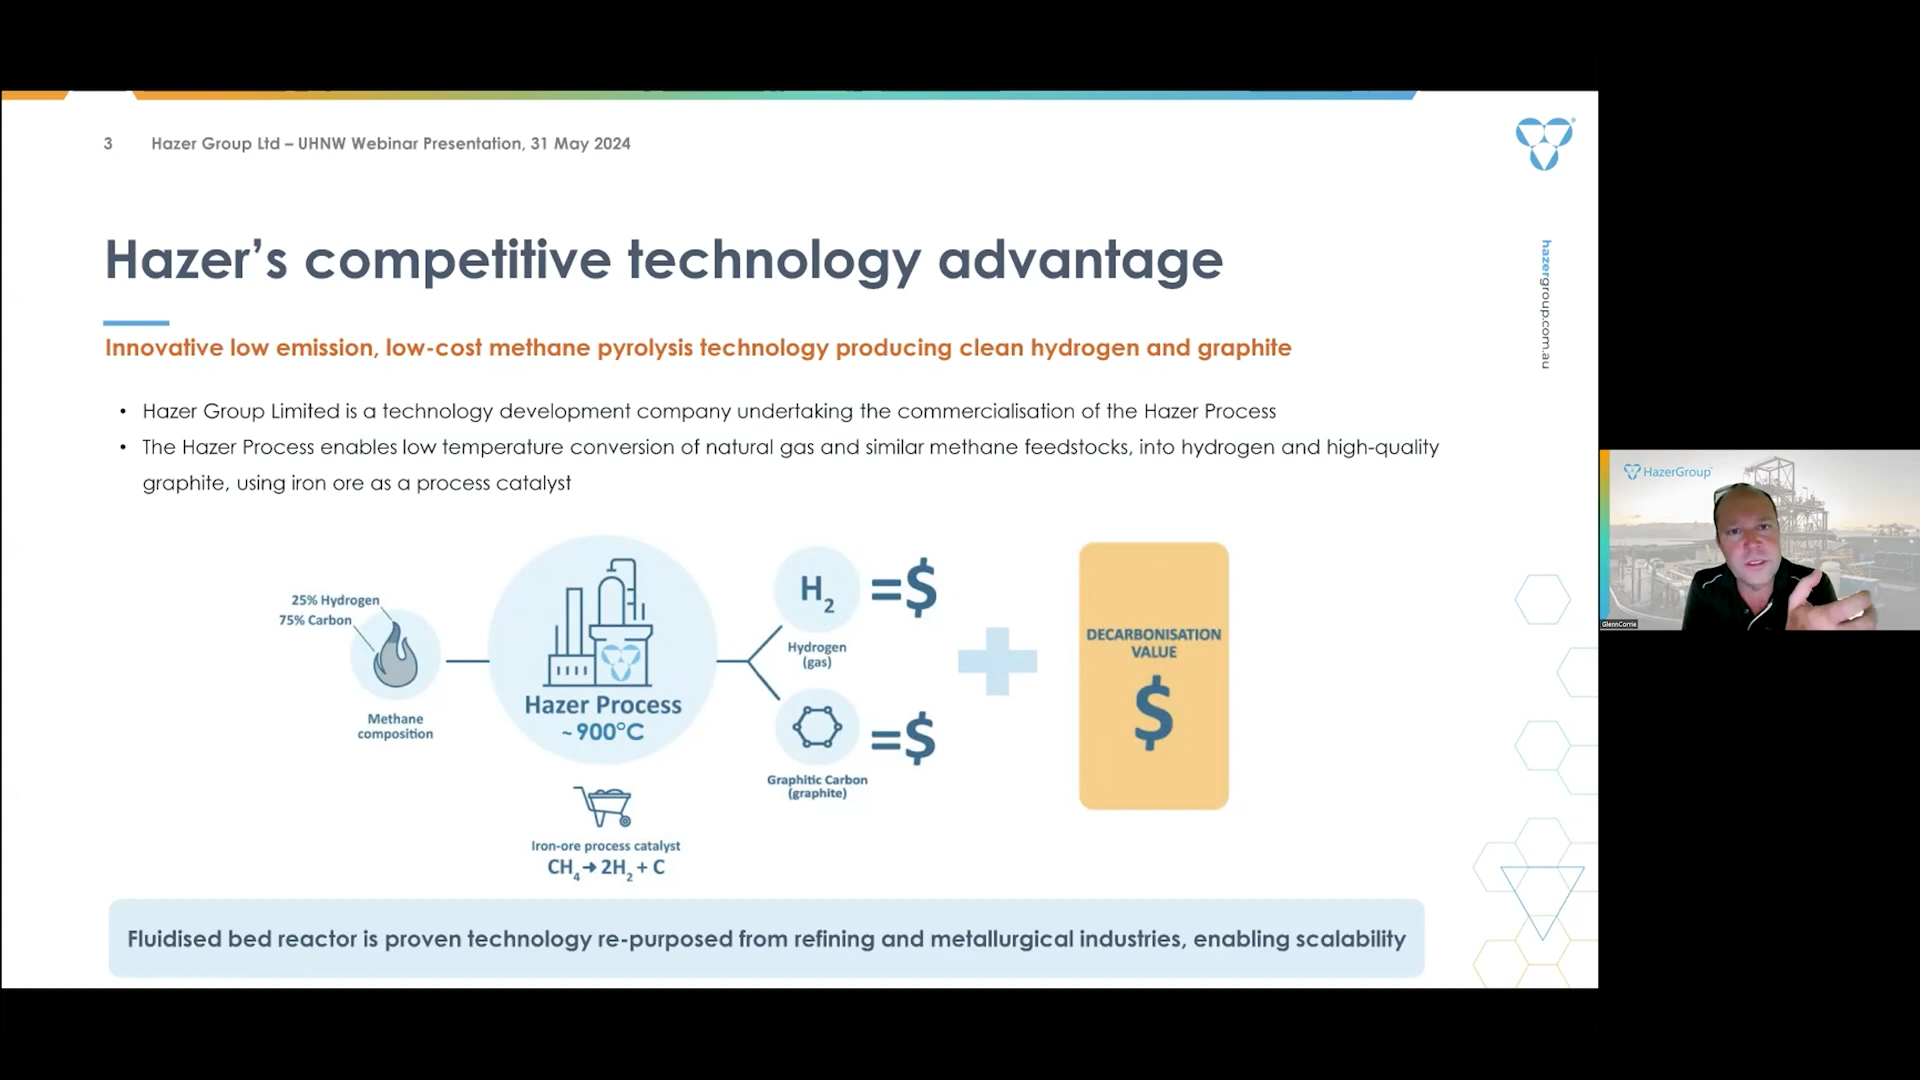 3 Hazer Group Ltd – UHNW Webinar Presentation, 31 May 2024
hazergroup.com.au
Hazer’s competitive technology advantage
Innovative low emission, low-cost methane pyrolysis technology producing clean hydrogen and graphite
• Hazer Group Limited is a technology development company undertaking the commercialisation of the Hazer Process
• The Hazer Process enables low temperature conversion of natural gas and similar methane feedstocks, into hydrogen and high-quality
graphite, using iron ore as a process catalyst
25% Hydrogen
75% Carbon
Methane
composition
Hazer Process
~900°C
Iron-ore process catalyst
CH₄➔2H₂ + C
H₂
=$
Hydrogen
(gas)
=$
Graphitic Carbon
(graphite)
DECARBONISATION
VALUE
$
Fluidised bed reactor is proven technology re-purposed from refining and metallurgical industries, enabling scalability
HazerGroup
GlennCorrie